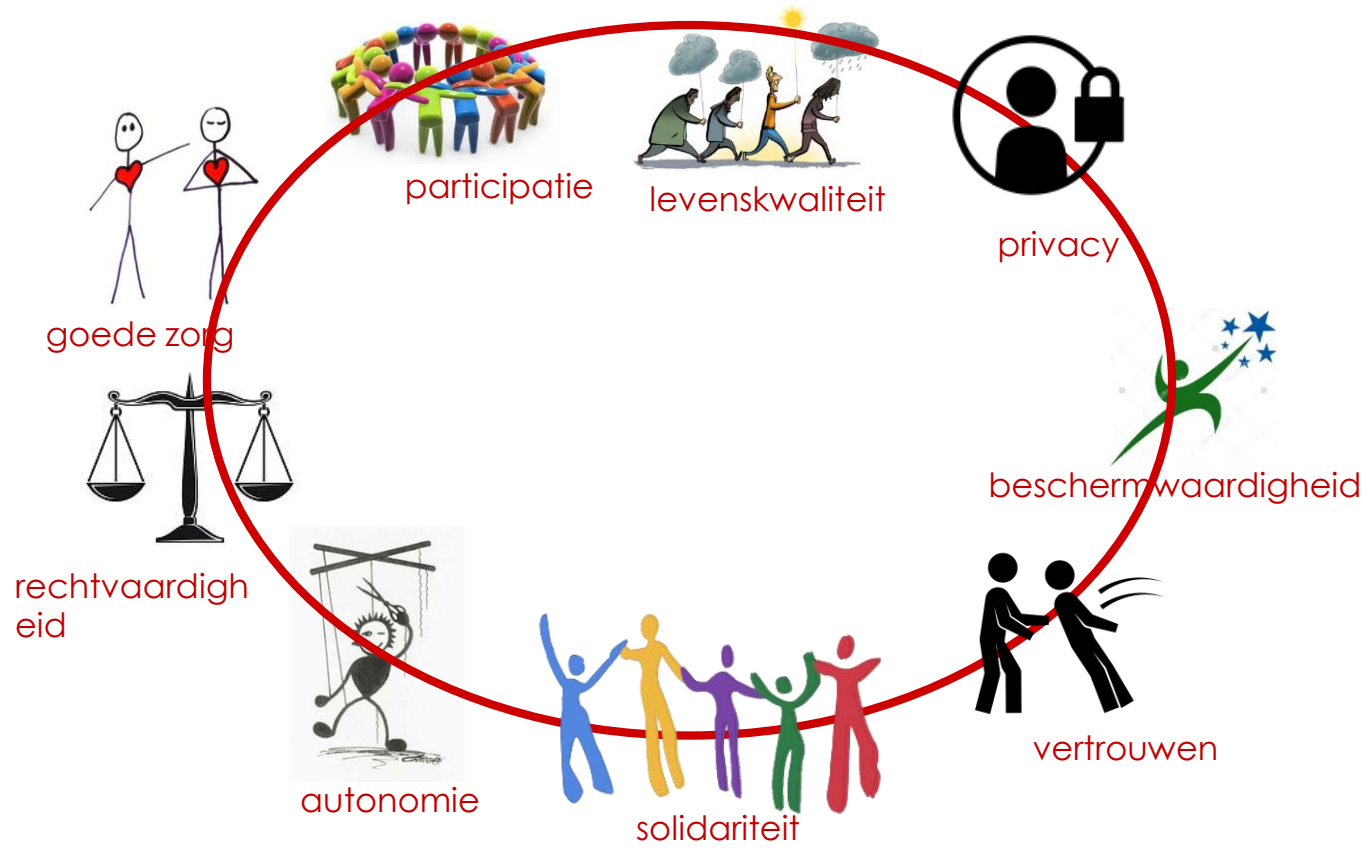 participatie
levenskwaliteit
privacy
goede zorg
beschermwaardigheid
rechtvaardigh
eid
vertrouwen
autonomie
solidariteit